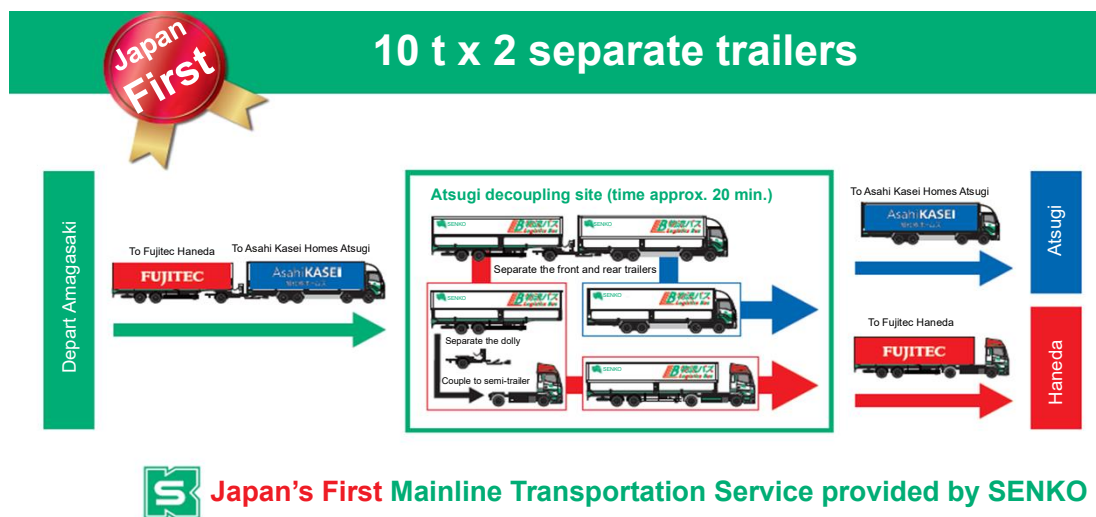 Japan
First
10 t x 2 separate trailers
Depart Amagasaki
To Fujitec Haneda
To Asahi Kasei Homes Atsugi
FUJITEC
AsahiKASEI
Atsugi decoupling site (time approx. 20 min.)
SENKO
物流バス
Logistics Bus
SENKO
物流バス
Logistics Bus
Separate the front and rear trailers
SENKO
物流バス
Logistics Bus
SENKO
物流バス
Logistics Bus
Separate the dolly
Couple to semi-trailer
SENKO
物流バス
Logistics Bus
To Asahi Kasei Homes Atsugi
AsahiKASEI
Atsugi
To Fujitec Haneda
FUJITEC
Haneda
S
Japan's First Mainline Transportation Service provided by SENKO